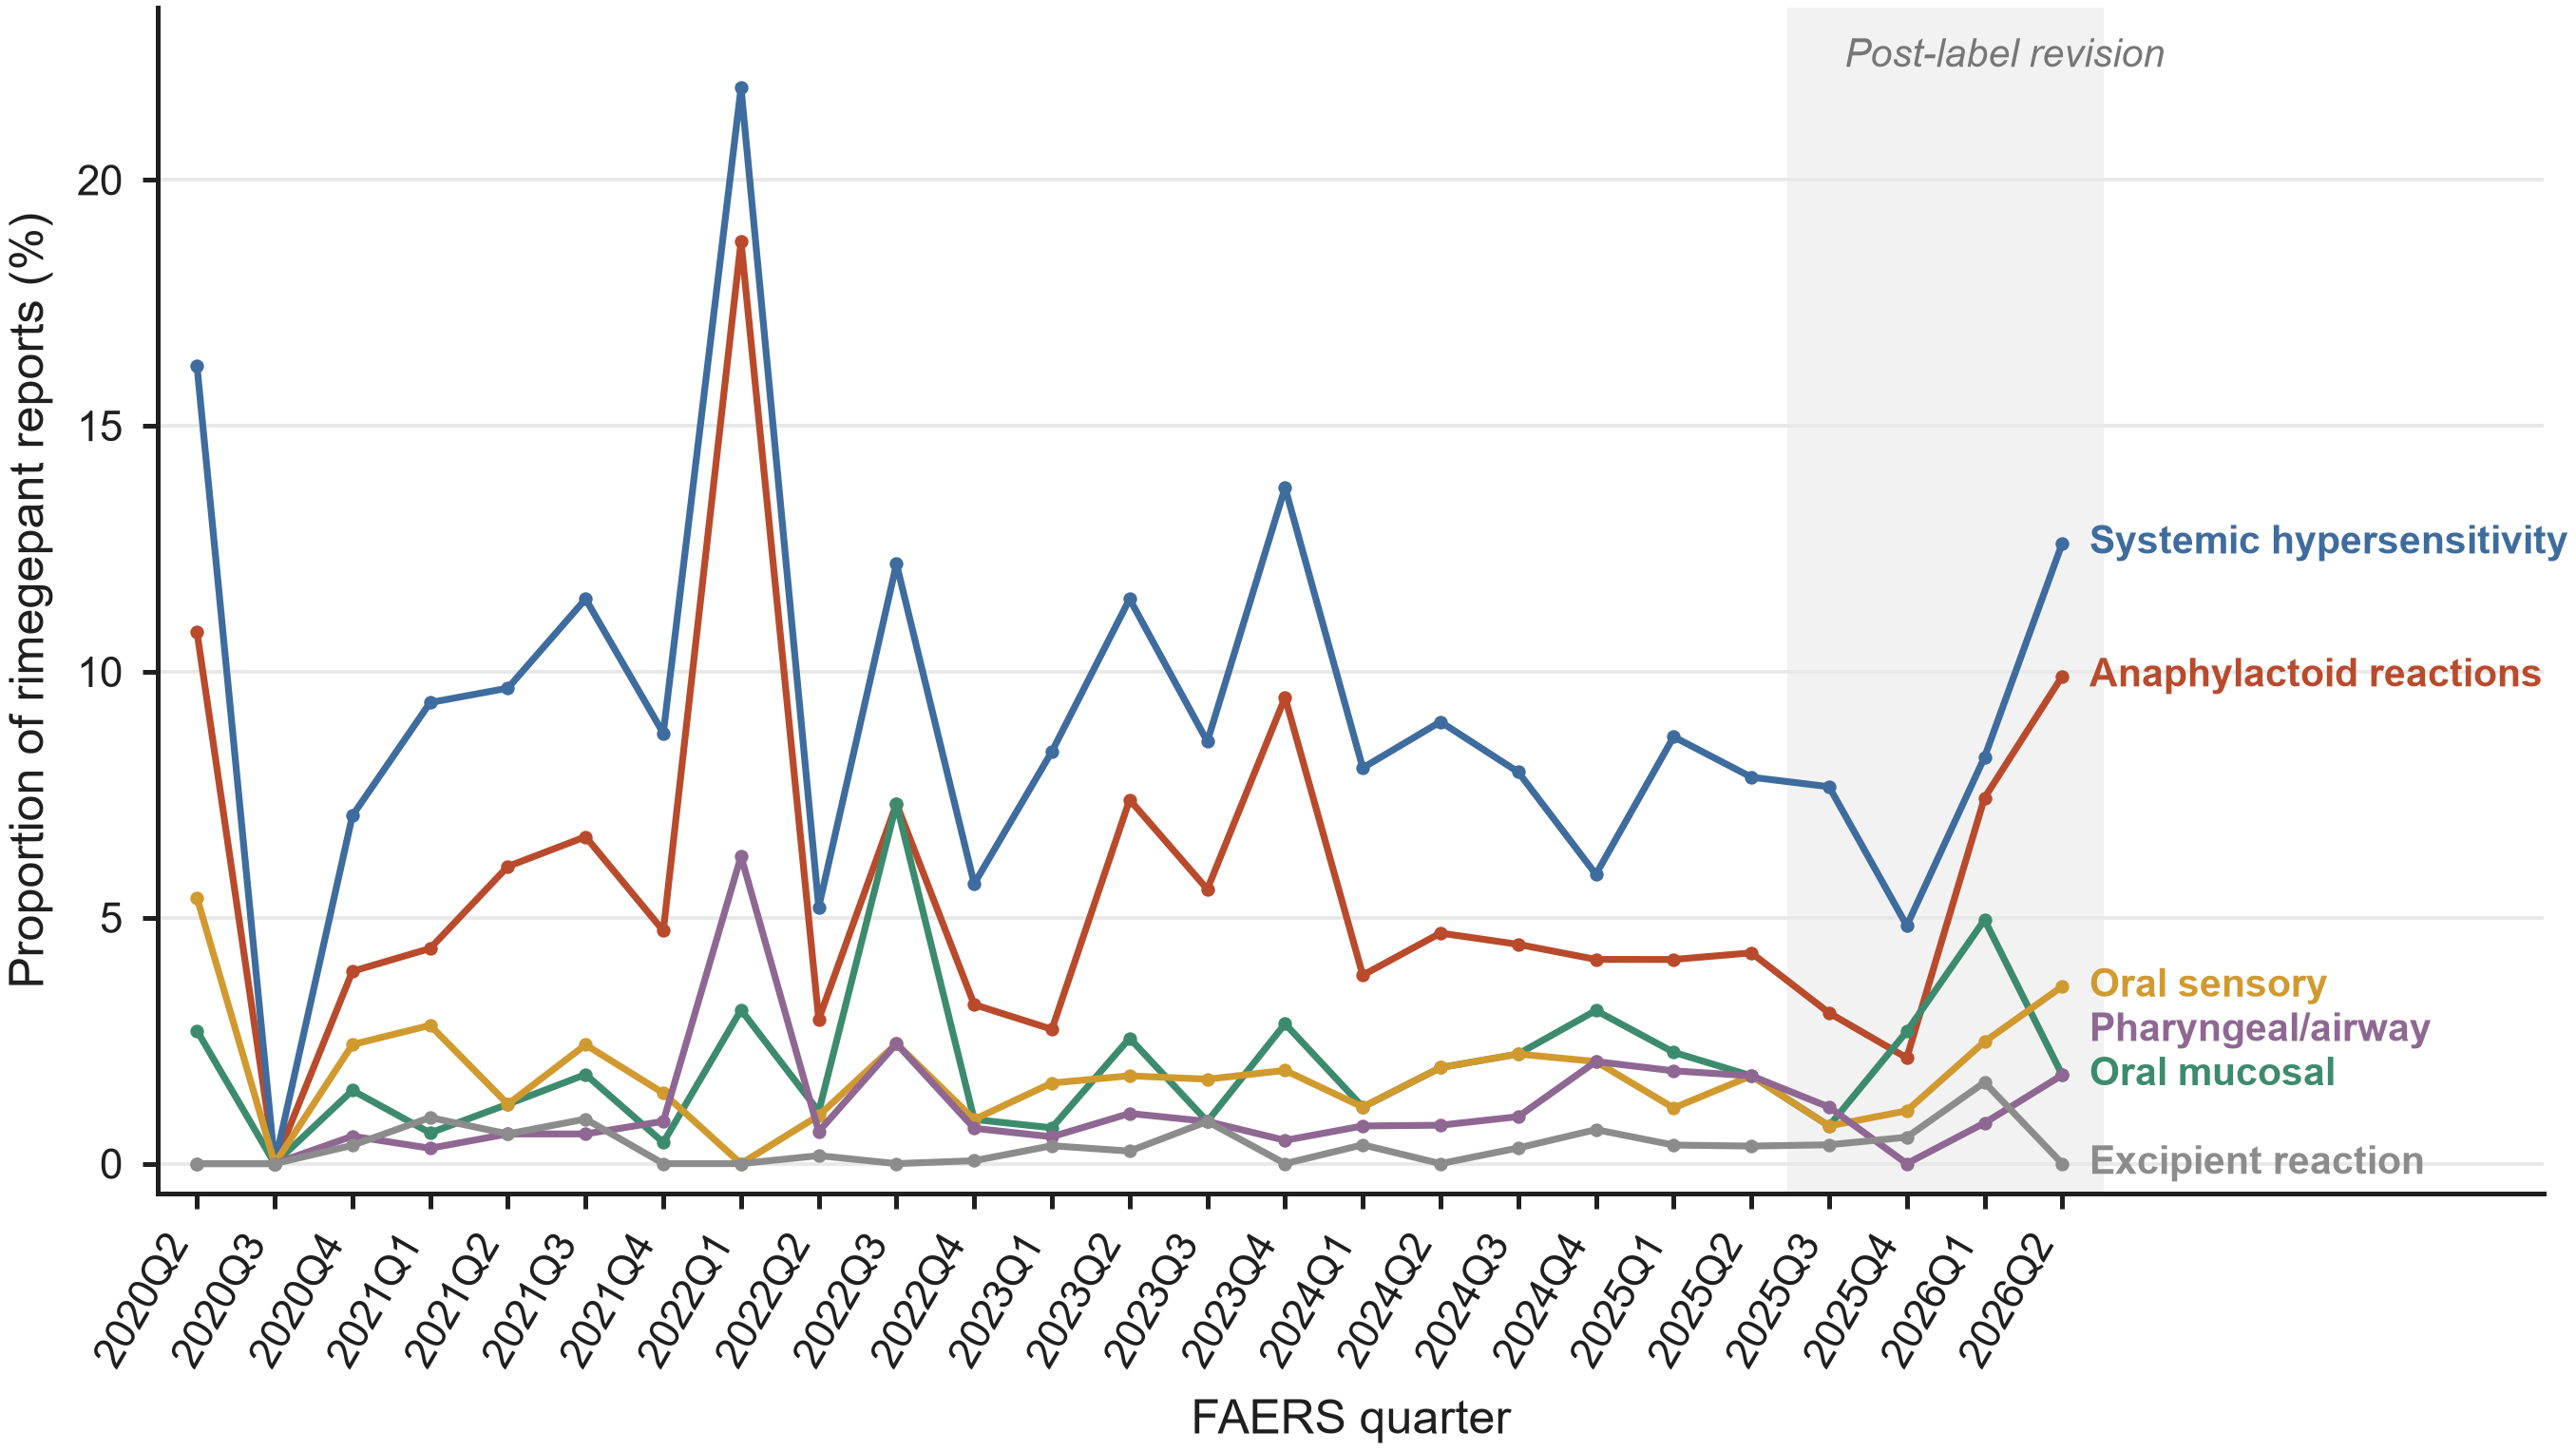 Post-label revision
Proportion of rimegepant reports (%)
20
15
10
5
0
Systemic hypersensitivity
Anaphylactoid reactions
Oral sensory
Pharyngeal/airway
Oral mucosal
Excipient reaction
2020Q2
2020Q3
2020Q4
2021Q1
2021Q2
2021Q3
2021Q4
2022Q1
2022Q2
2022Q3
2022Q4
2023Q1
2023Q2
2023Q3
2023Q4
2024Q1
2024Q2
2024Q3
2024Q4
2025Q1
2025Q2
2025Q3
2025Q4
2026Q1
2026Q2
FAERS quarter